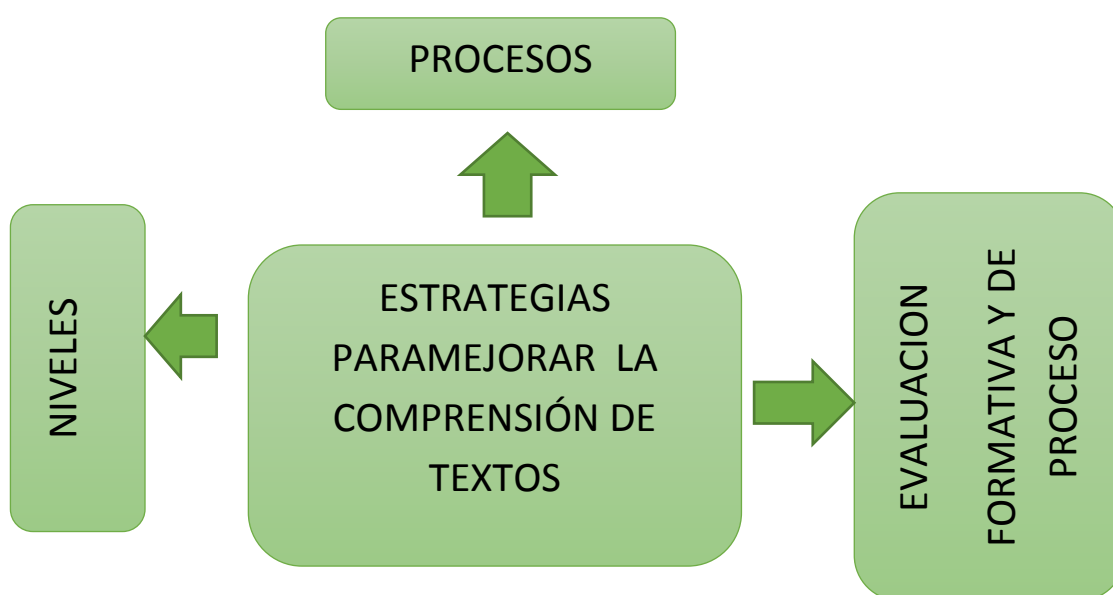 PROCESOS
NIVELES
ESTRATEGIAS
PARAMEJORAR  LA
COMPRENSIÓN DE
TEXTOS
EVALUACION
FORMATIVA Y DE
PROCESO